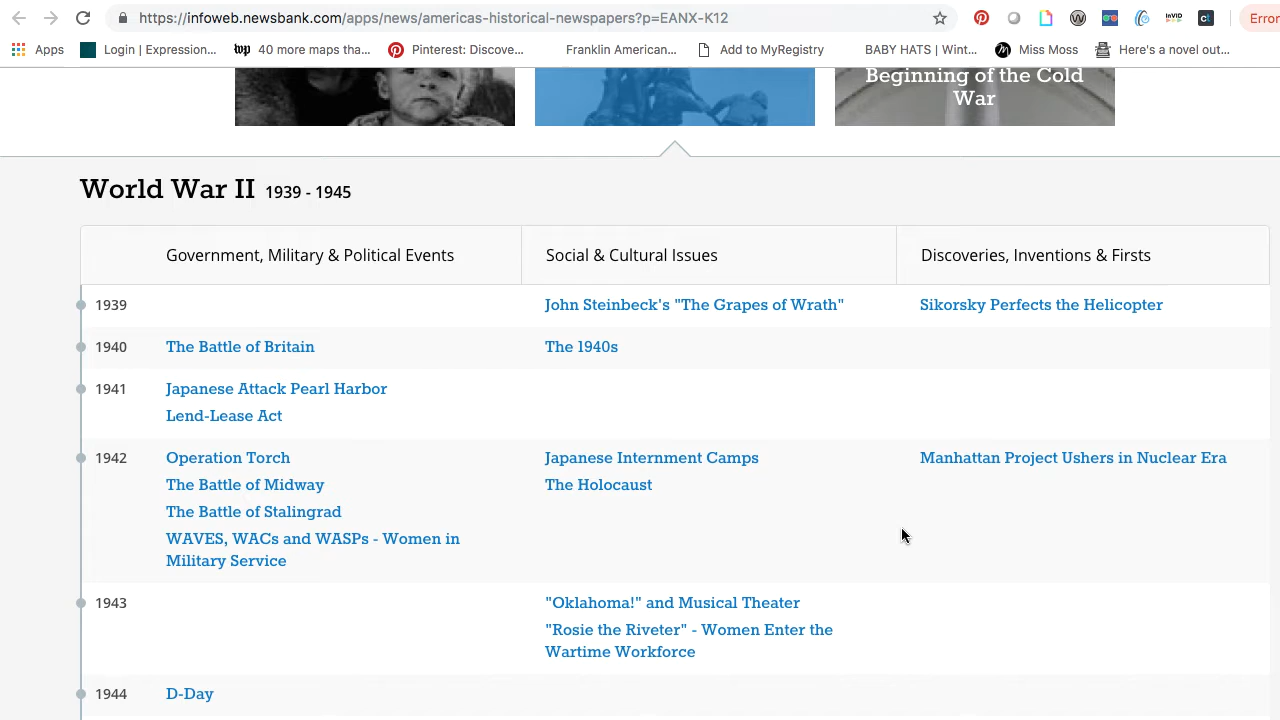 https://infoweb.newsbank.com/apps/news/americas-historical-newspapers?p=EANX-K12
Error
Apps
Login | Expression...
wp 40 more maps tha...
Pinterest: Discove...
Franklin American...
Add to MyRegistry
BABY HATS | Wint...
Miss Moss
Here's a novel out...
Beginning of the Cold
War
World War II 1939 - 1945
Government, Military & Political Events Social & Cultural Issues Discoveries, Inventions & Firsts
1939 John Steinbeck's "The Grapes of Wrath" Sikorsky Perfects the Helicopter
1940 The Battle of Britain The 1940s
1941 Japanese Attack Pearl Harbor
Lend-Lease Act
1942 Operation Torch Japanese Internment Camps Manhattan Project Ushers in Nuclear Era
The Battle of Midway The Holocaust
The Battle of Stalingrad
WAVES, WACs and WASPs - Women in
Military Service
1943 "Oklahoma!" and Musical Theater
"Rosie the Riveter" - Women Enter the
Wartime Workforce
1944 D-Day